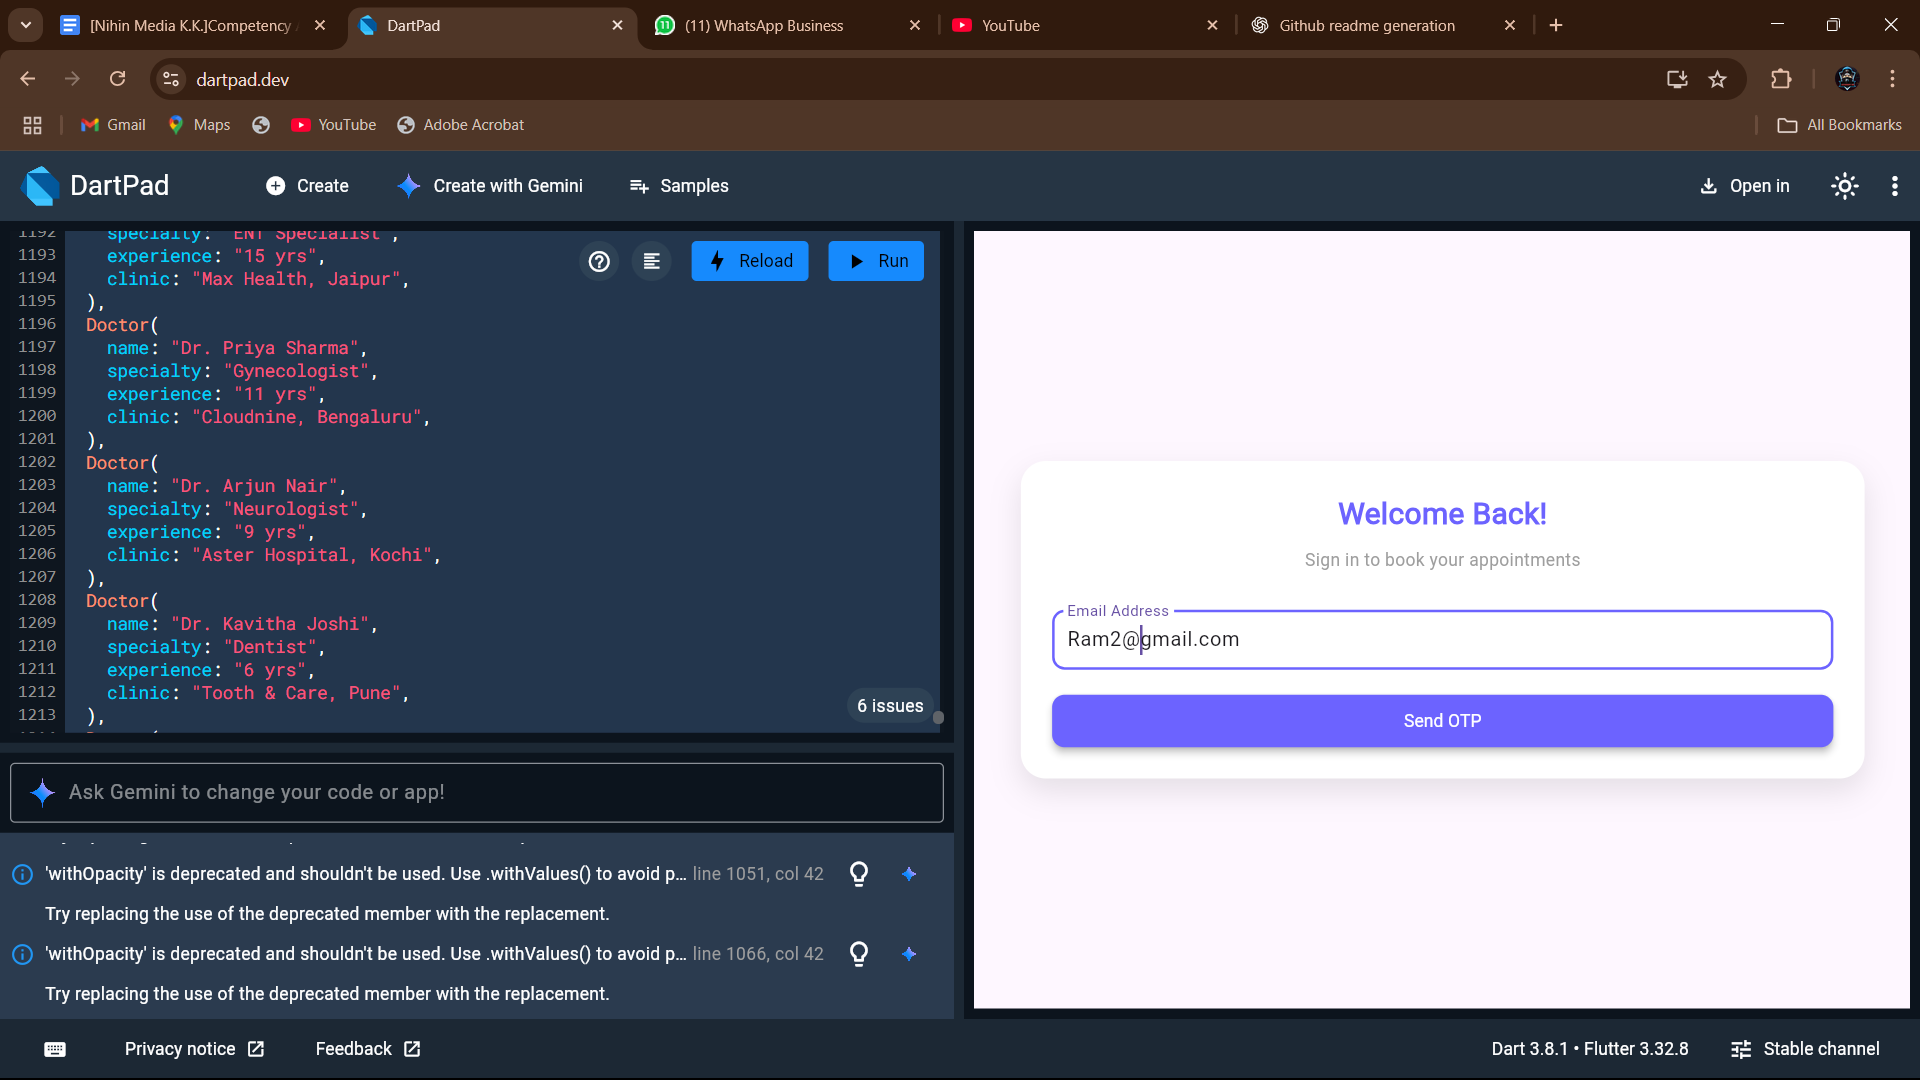 [Nihin Media K.K.]Competency
DartPad
(11) WhatsApp Business
YouTube
Github readme generation
dartpad.dev
Gmail
Maps
YouTube
Adobe Acrobat
All Bookmarks
DartPad
Create
Create with Gemini
Samples
Open in
1192 specialty: "ENT Specialist",
1193 experience: "15 yrs",
1194 clinic: "Max Health, Jaipur",
1195 ),
1196 Doctor(
1197 name: "Dr. Priya Sharma",
1198 specialty: "Gynecologist",
1199 experience: "11 yrs",
1200 clinic: "Cloudnine, Bengaluru",
1201 ),
1202 Doctor(
1203 name: "Dr. Arjun Nair",
1204 specialty: "Neurologist",
1205 experience: "9 yrs",
1206 clinic: "Aster Hospital, Kochi",
1207 ),
1208 Doctor(
1209 name: "Dr. Kavitha Joshi",
1210 specialty: "Dentist",
1211 experience: "6 yrs",
1212 clinic: "Tooth & Care, Pune",
1213 ),
Reload
Run
6 issues
Ask Gemini to change your code or app!
'withOpacity' is deprecated and shouldn't be used. Use .withValues() to avoid p... line 1051, col 42
Try replacing the use of the deprecated member with the replacement.
'withOpacity' is deprecated and shouldn't be used. Use .withValues() to avoid p... line 1066, col 42
Try replacing the use of the deprecated member with the replacement.
Welcome Back!
Sign in to book your appointments
Email Address
Ram2@gmail.com
Send OTP
Privacy notice
Feedback
Dart 3.8.1 • Flutter 3.32.8
Stable channel